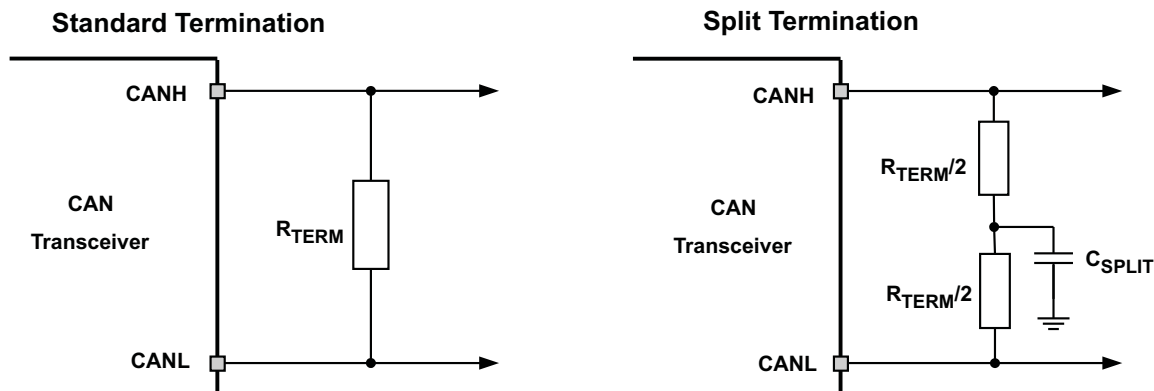 Standard Termination
CANH
CAN
Transceiver
RTERM
CANL
Split Termination
CANH
RTERM/2
CAN
Transceiver
CSPLIT
RTERM/2
CANL